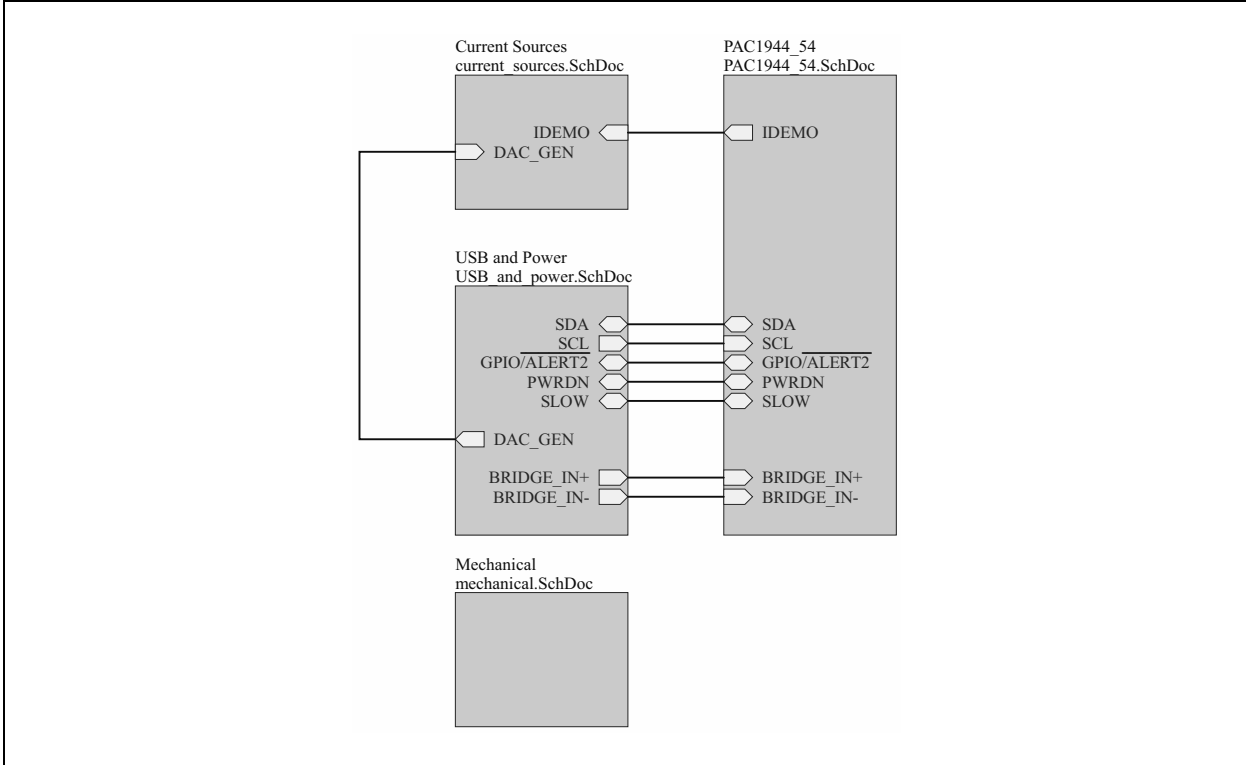 Current Sources
current_sources.SchDoc
IDEMO
DAC_GEN
USB and Power
USB_and_power.SchDoc
SDA
SCL
GPIO/ALERT2
PWRDN
SLOW
DAC_GEN
BRIDGE_IN+
BRIDGE_IN-
Mechanical
mechanical.SchDoc
PAC1944_54
PAC1944_54.SchDoc
IDEMO
SDA
SCL
GPIO/ALERT2
PWRDN
SLOW
BRIDGE_IN+
BRIDGE_IN-